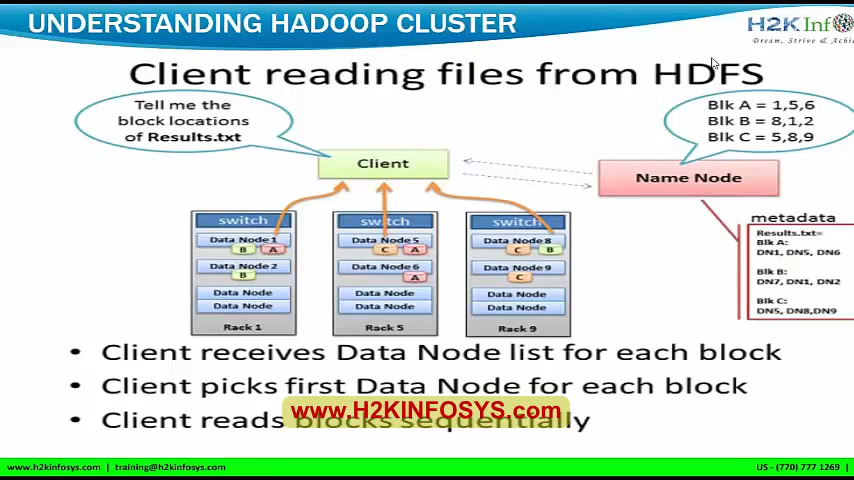 UNDERSTANDING HADOOP CLUSTER
H2K Inf
Dream, Strive & Achi
Client reading files from HDFS
Tell me the
block locations
of Results.txt
Blk A = 1,5,6
Blk B = 8,1,2
Blk C = 5,8,9
Client
Name Node
switch
Data Node 1
B A
Data Node 2
B
Data Node
Data Node
Rack 1
switch
Data Node 5
C A
Data Node 6
A
Data Node
Data Node
Rack 5
switch
Data Node 8
C B
Data Node 9
C
Data Node
Data Node
Rack 9
metadata
Results.txt=
Blk A:
DN1, DN5, DN6
Blk B:
DN7, DN1, DN2
Blk C:
DN5, DN8,DN9
• Client receives Data Node list for each block
• Client picks first Data Node for each block
• Client reads blocks sequentially
www.H2KINFOSYS.com
www.h2kinfosys.com | training@h2kinfosys.com
US - (770) 777 1269 |